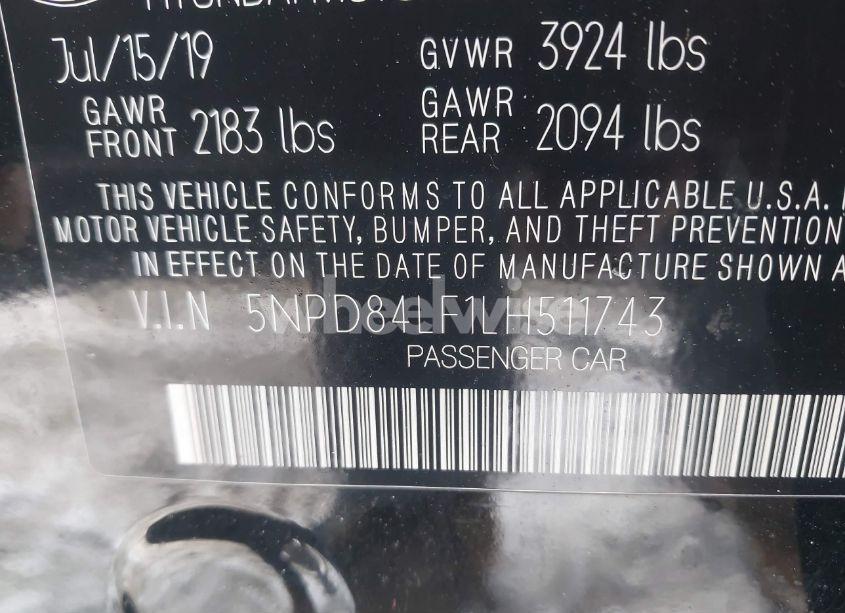 HYUNDAI MOTO
Jul/15/19 GVWR 3924 lbs
GAWR FRONT 2183 lbs GAWR REAR 2094 lbs
THIS VEHICLE CONFORMS TO ALL APPLICABLE U.S.A.
MOTOR VEHICLE SAFETY, BUMPER, AND THEFT PREVENTION
IN EFFECT ON THE DATE OF MANUFACTURE SHOWN A
V.I.N 5NPD84LF1LH511743
PASSENGER CAR